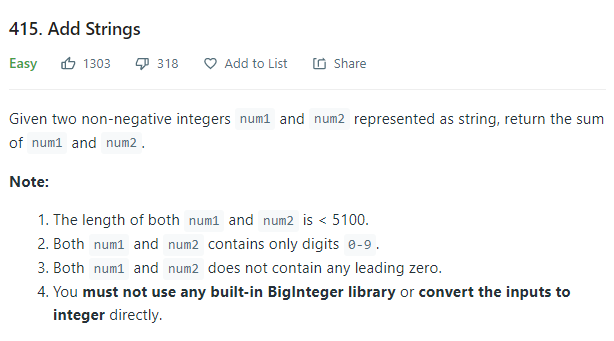 415. Add Strings
Easy 1303 318 Add to List Share
Given two non-negative integers num1 and num2 represented as string, return the sum
of num1 and num2 .
Note:
1. The length of both num1 and num2 is < 5100.
2. Both num1 and num2 contains only digits 0-9 .
3. Both num1 and num2 does not contain any leading zero.
4. You must not use any built-in BigInteger library or convert the inputs to
integer directly.